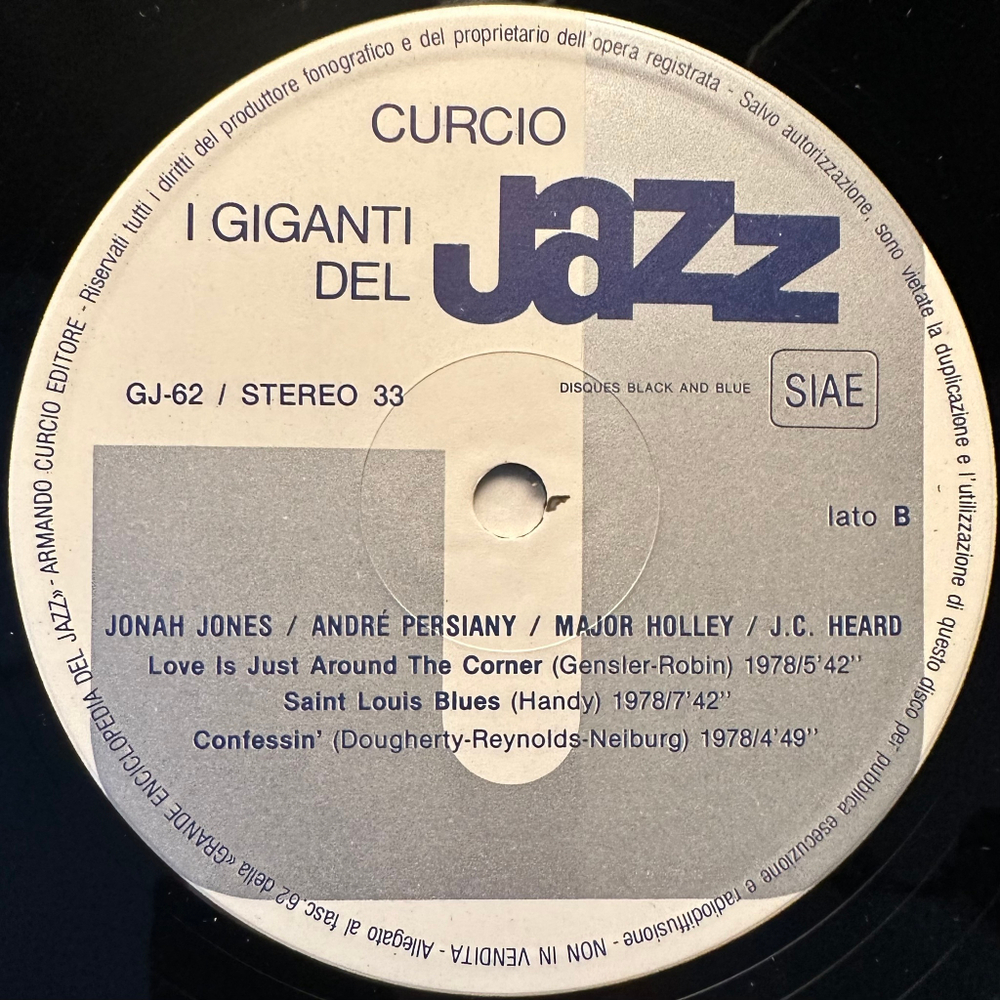 CURCIO
I GIGANTI
DEL
Jazz
GJ-62 / STEREO 33
DISQUES BLACK AND BLUE
SIAE
lato B
JONAH JONES / ANDRÉ PERSIANY / MAJOR HOLLEY / J.C. HEARD
Love Is Just Around The Corner (Gensler-Robin) 1978/5'42''
Saint Louis Blues (Handy) 1978/7'42''
Confessin' (Dougherty-Reynolds-Neiburg) 1978/4'49''
Allegato al fasc. 62 della «GRANDE ENCICLOPEDIA DEL JAZZ» - ARMANDO CURCIO EDITORE - Riservati tutti i diritti del produttore fonografico e del proprietario dell'opera registrata - Salvo autorizzazione, sono vietate la duplicazione e l'utilizzazione di questo disco per pubblica esecuzione e radiodiffusione - NON IN VENDITA -